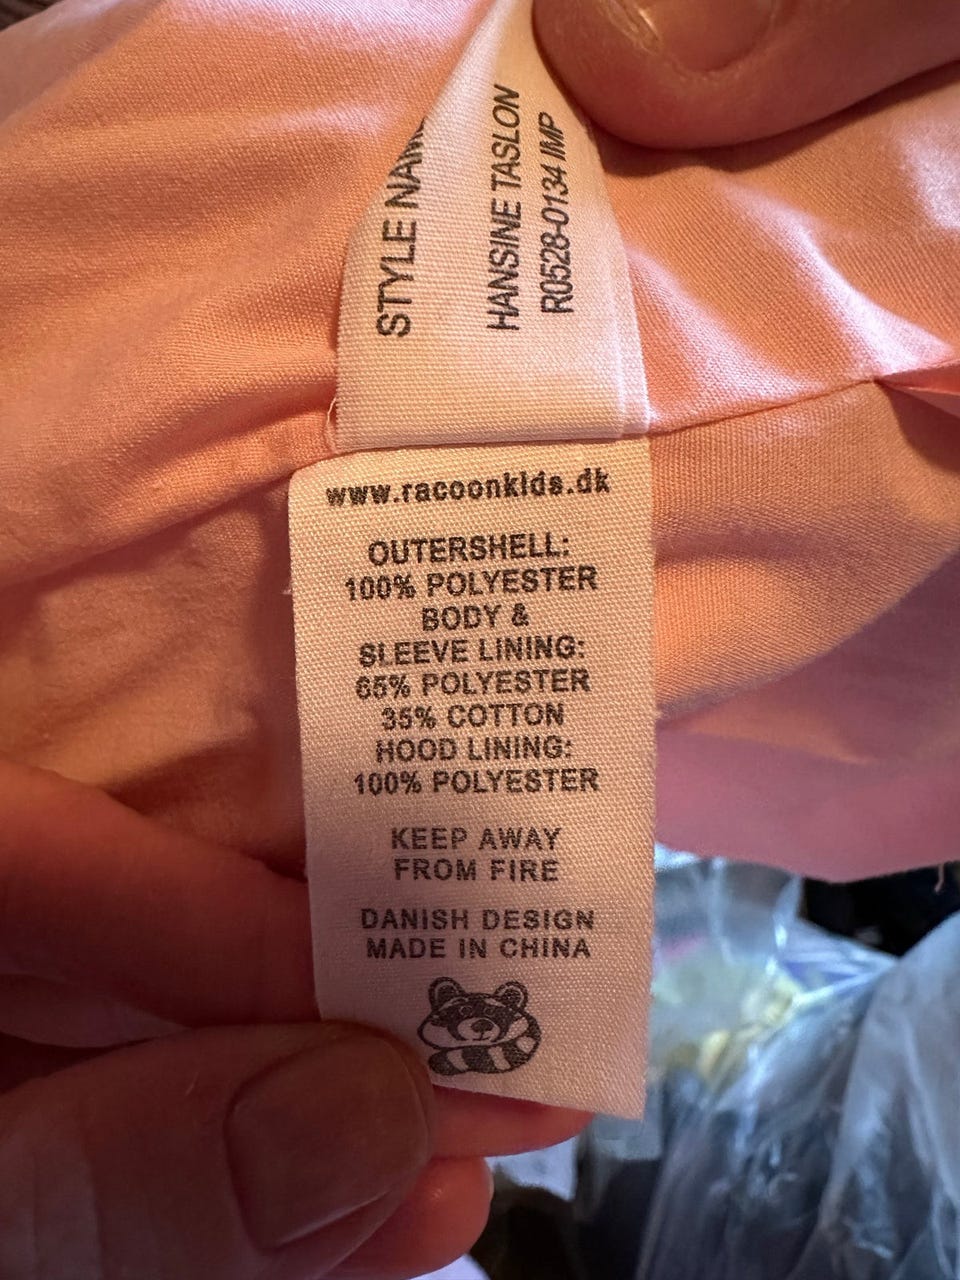 STYLE NAM
HANSINE TASLON
R0528-0134 IMP
www.racoonkids.dk
OUTERSHELL:
100% POLYESTER
BODY &
SLEEVE LINING:
65% POLYESTER
35% COTTON
HOOD LINING:
100% POLYESTER
KEEP AWAY
FROM FIRE
DANISH DESIGN
MADE IN CHINA